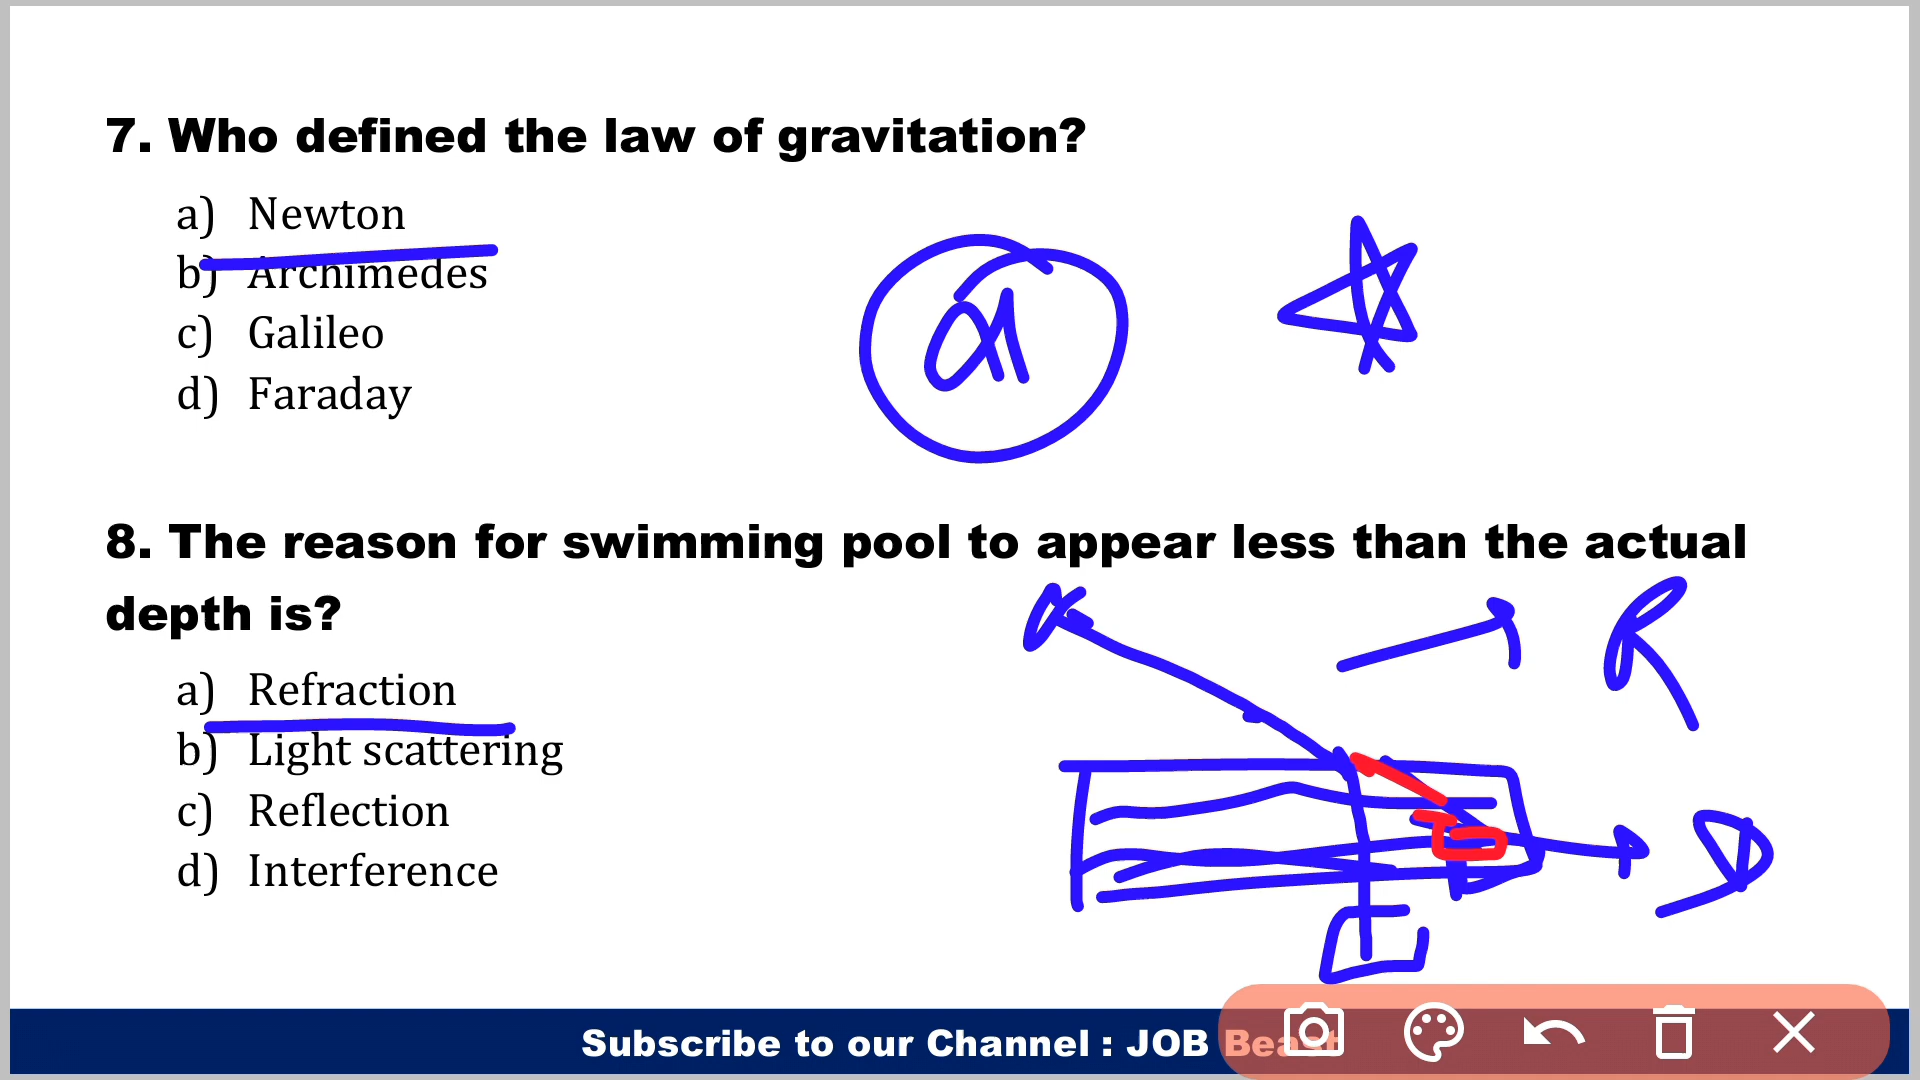 7. Who defined the law of gravitation?
a) Newton
b) Archimedes
c) Galileo
d) Faraday
a
8. The reason for swimming pool to appear less than the actual
depth is?
a) Refraction
b) Light scattering
c) Reflection
d) Interference
R
D
Subscribe to our Channel : JOB Beast